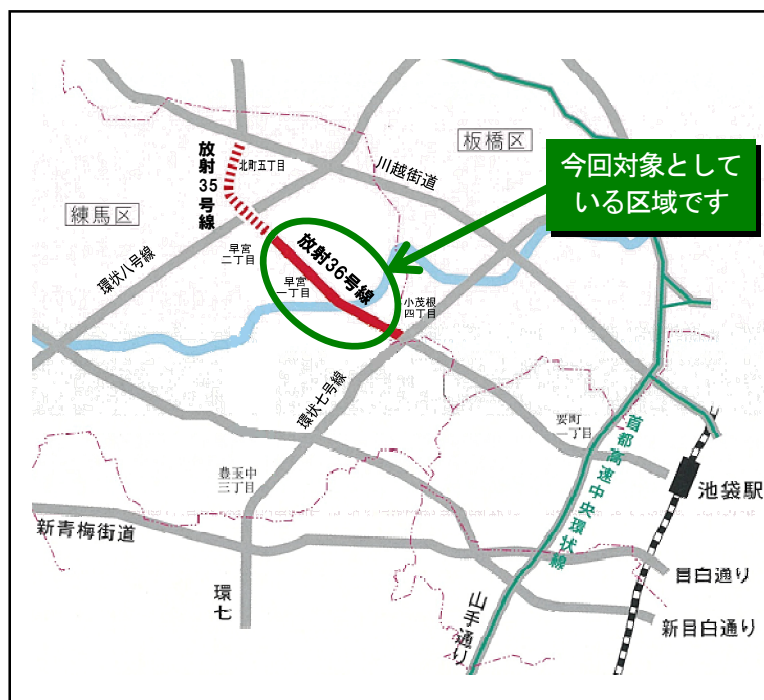 板橋区
今回対象として
いる区域です
川越街道
北町五丁目
放射35号線
練馬区
環状八号線
早宮
二丁目
放射36号線
早宮
一丁目
小茂根
四丁目
環状七号線
要町
一丁目
首都高速中央環状線
豊玉中
三丁目
池袋駅
新青梅街道
環七
目白通り
山手通り
新目白通り